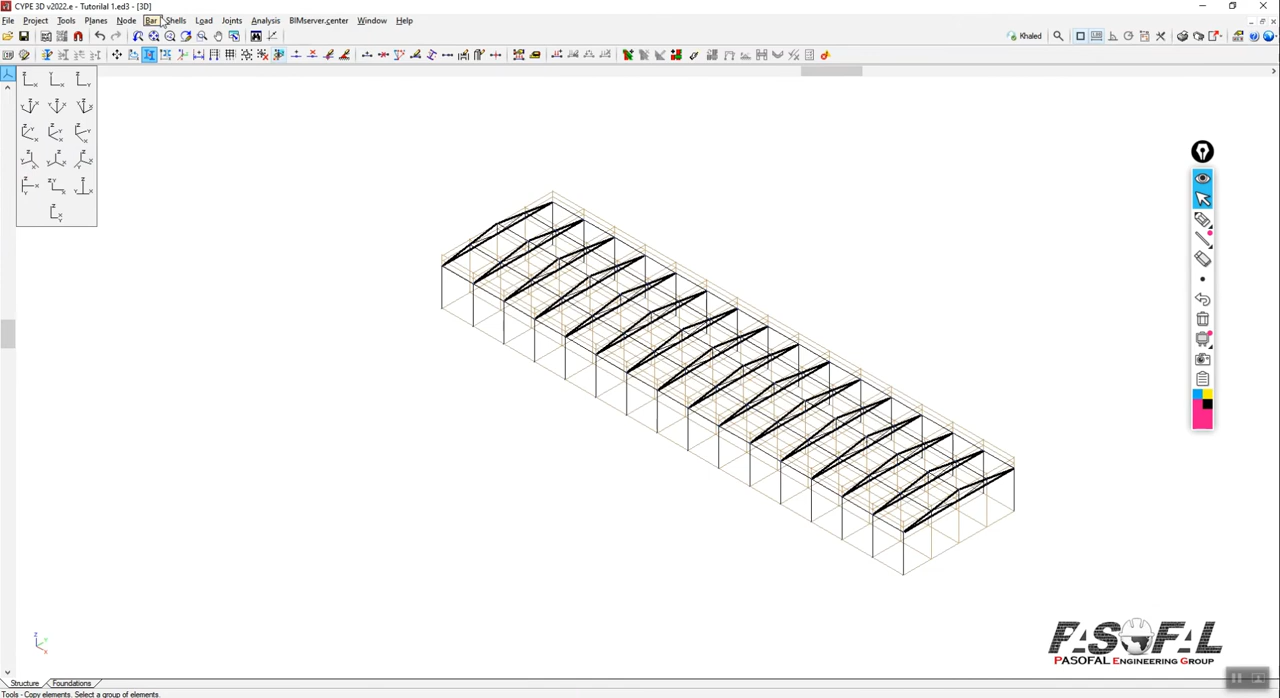 CYPE 3D v2022.e - Tutorilal 1.ed3 - [3D]
File Project Tools Planes Node Bar Shells Load Joints Analysis BIMserver.center Window Help
Khaled
PASOFAL
PASOFAL ENGINEERING GROUP
Structure Foundations
Tools - Copy elements. Select a group of elements.